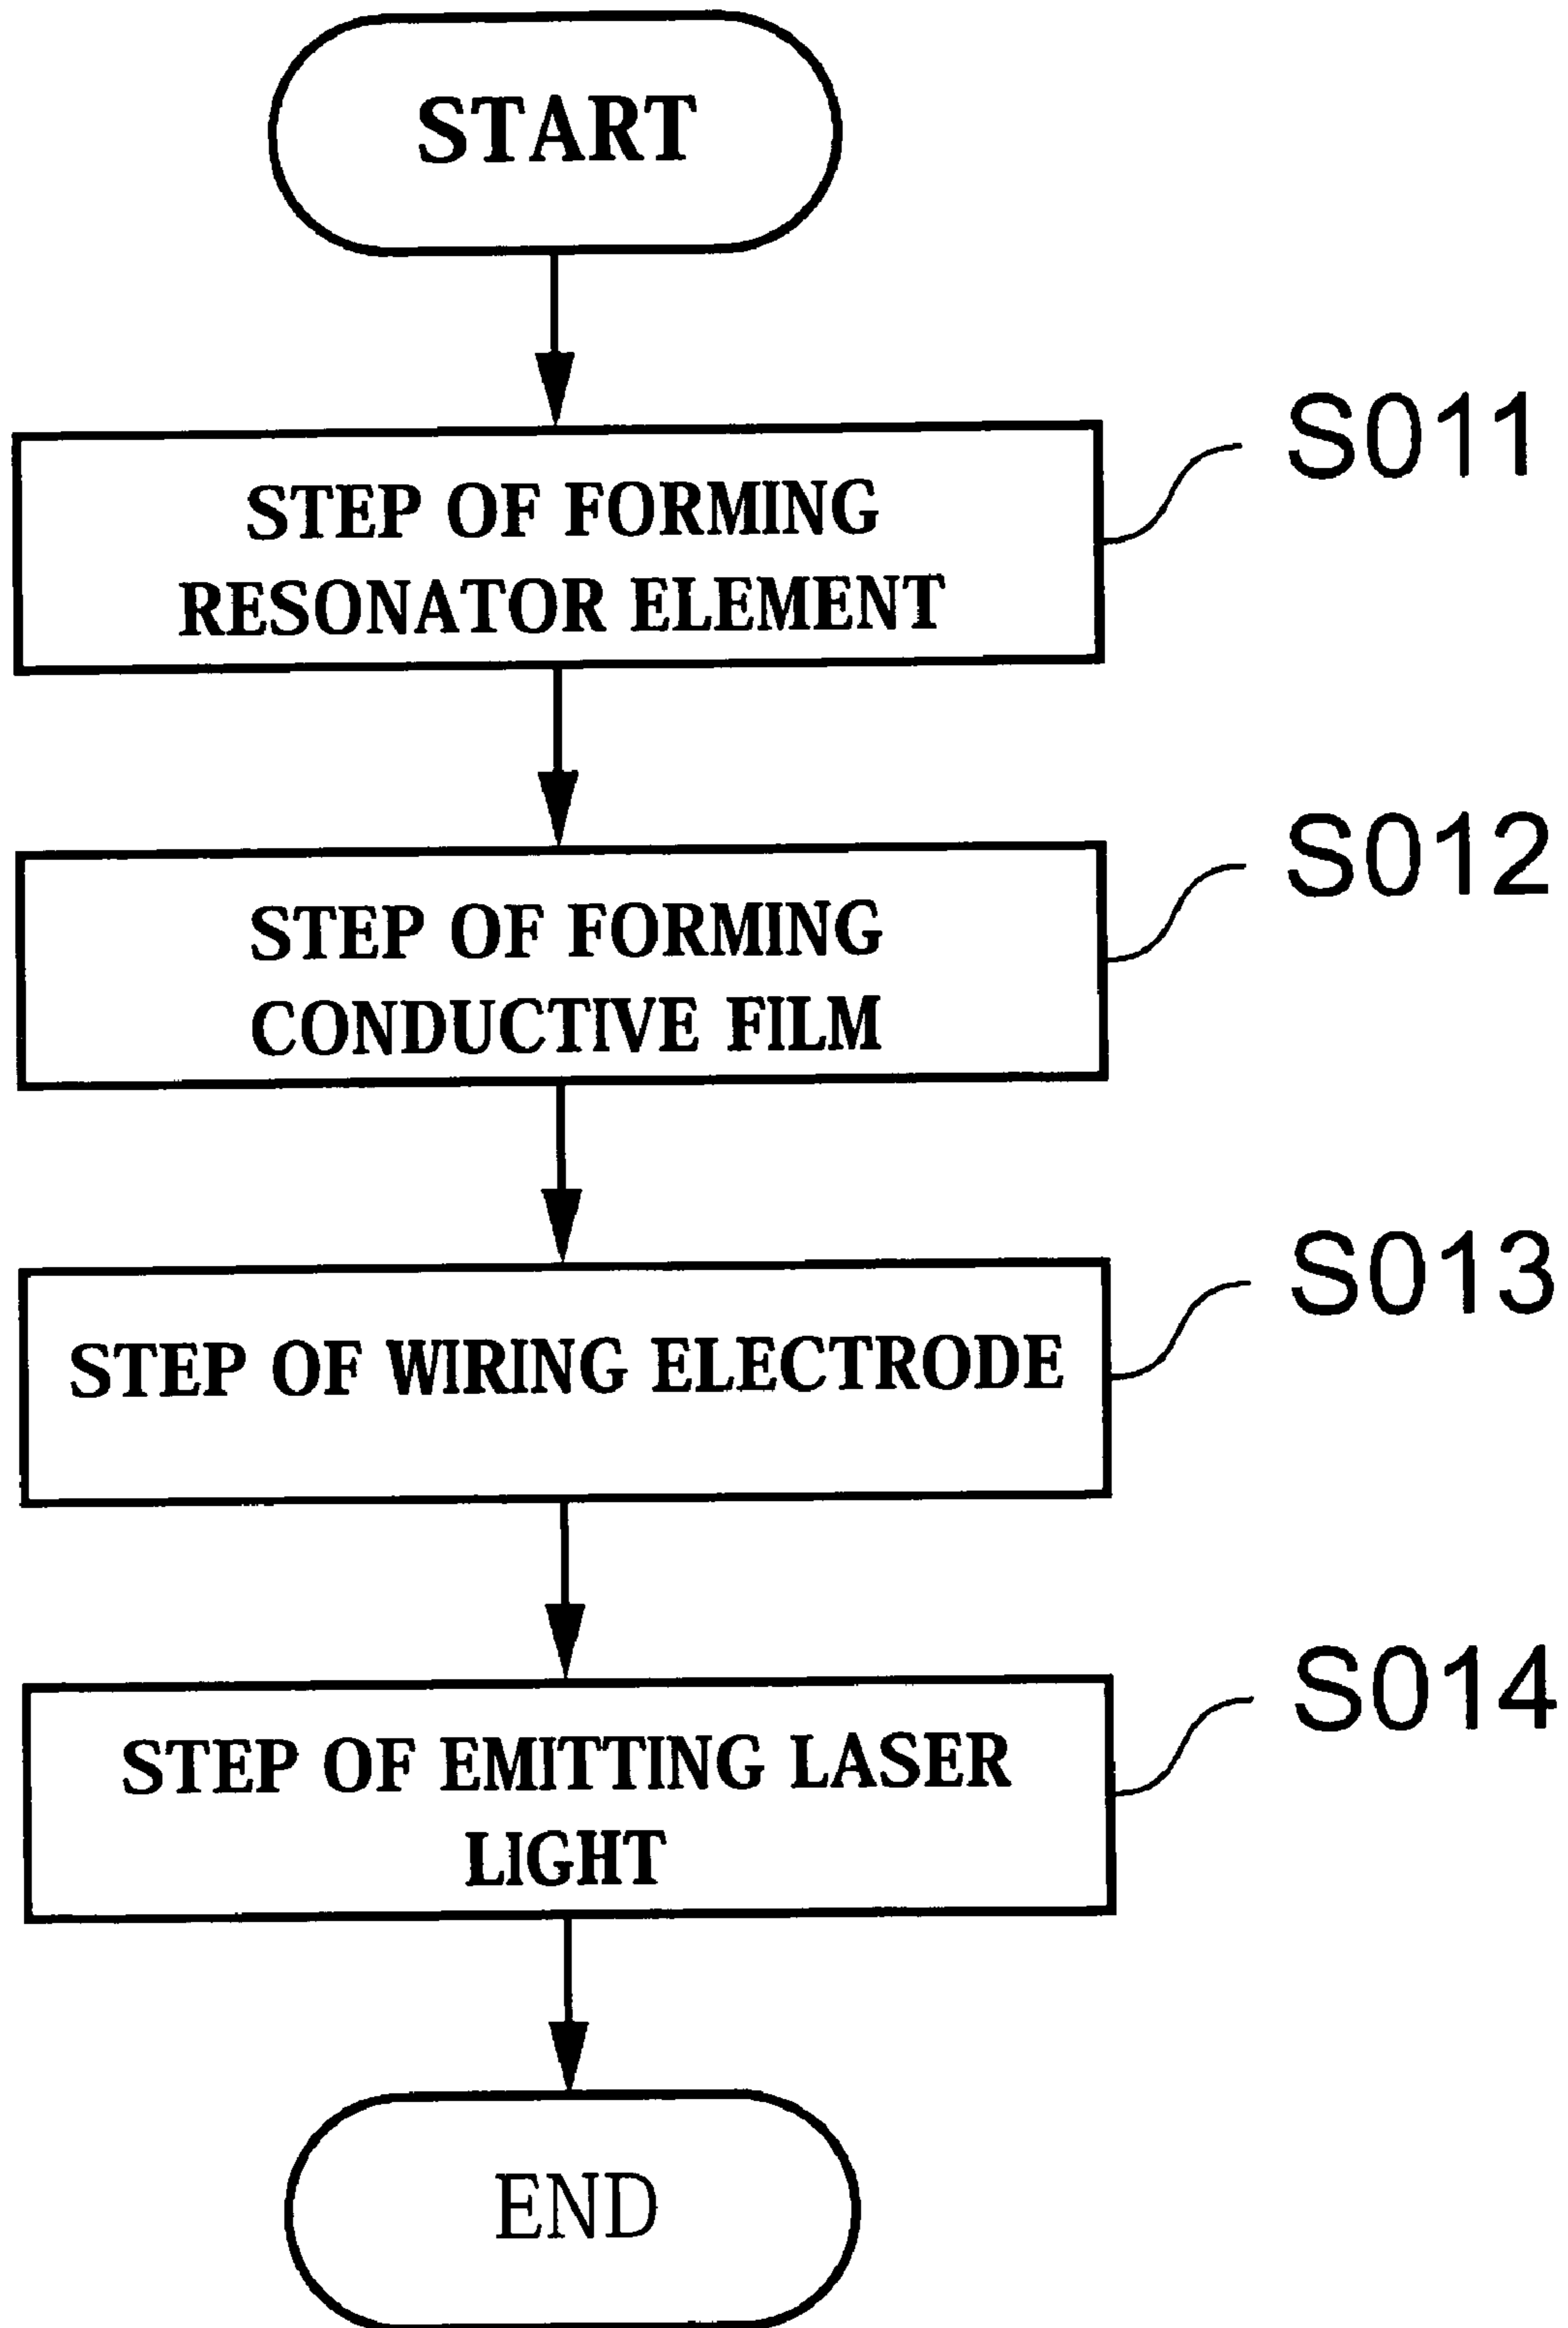 START
S011
STEP OF FORMING
RESONATOR ELEMENT
S012
STEP OF FORMING
CONDUCTIVE FILM
S013
STEP OF WIRING ELECTRODE
S014
STEP OF EMITTING LASER
LIGHT
END